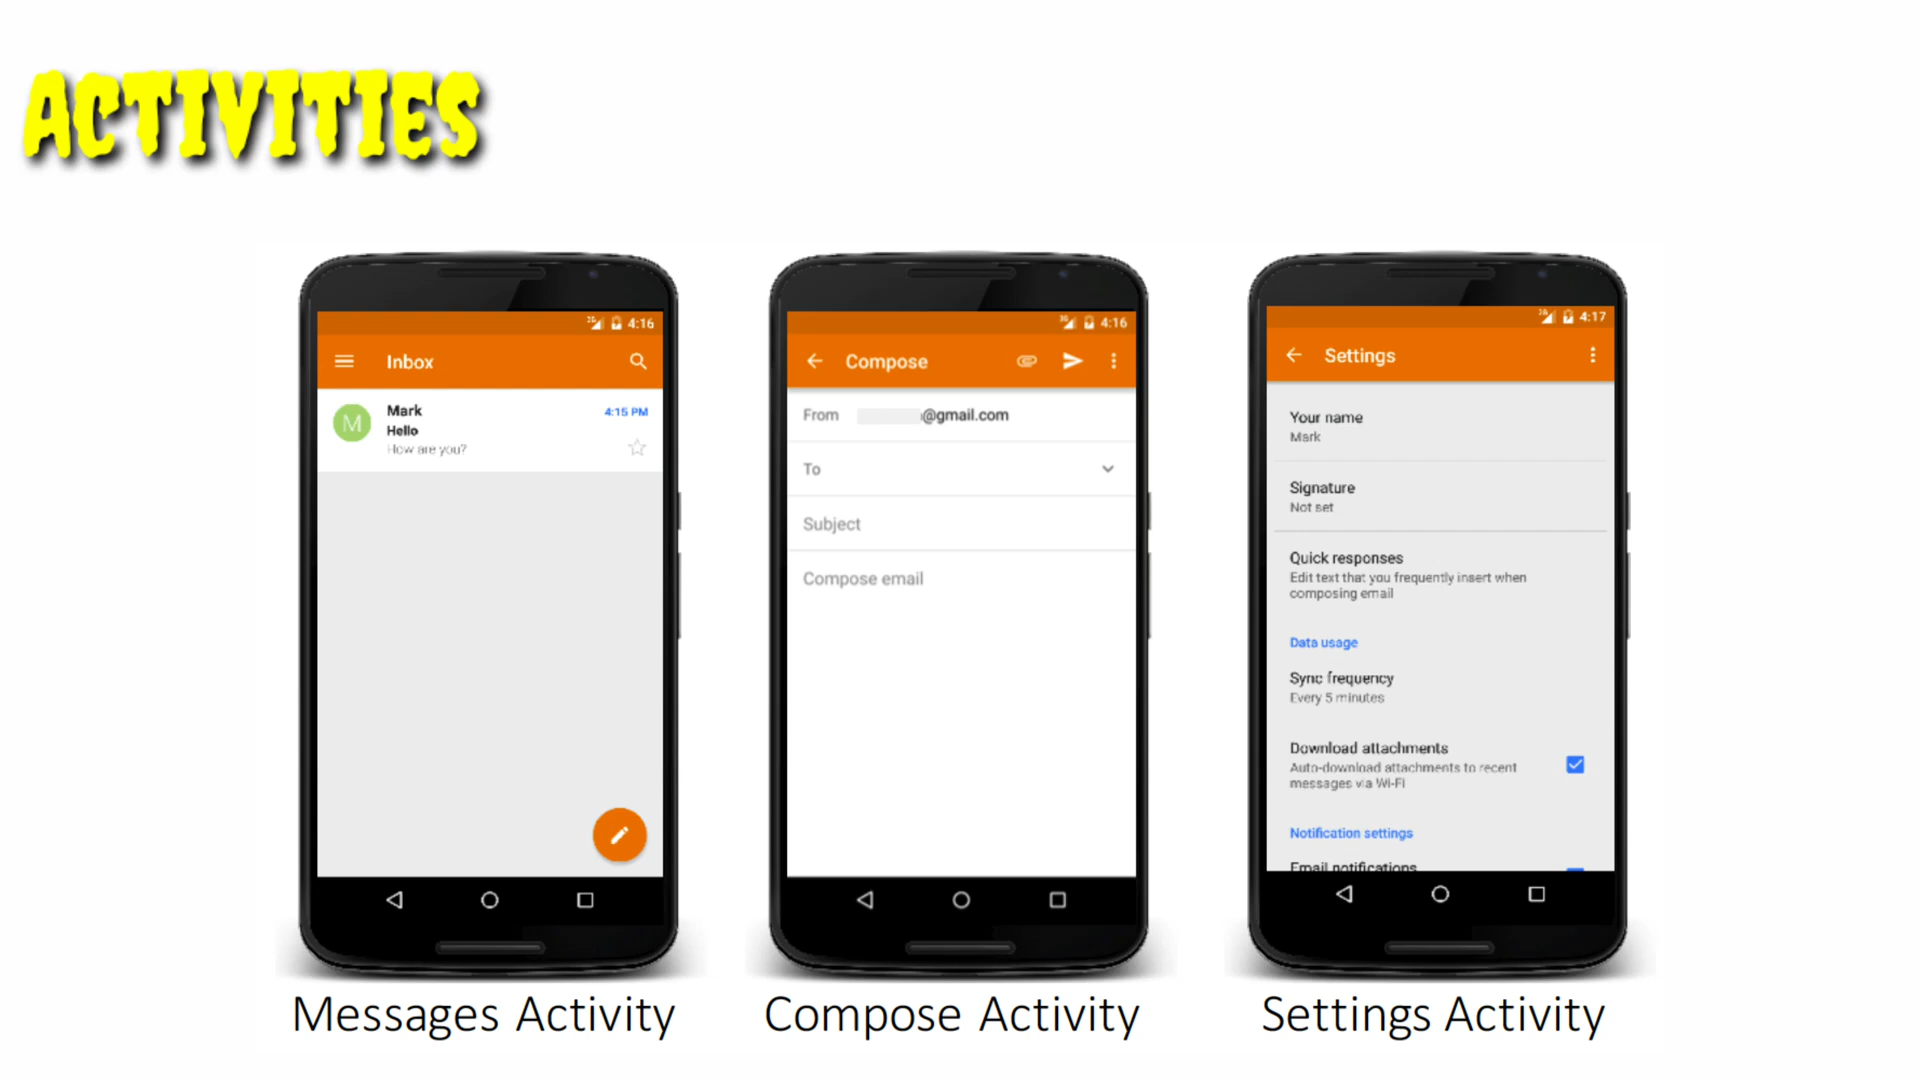 ACTIVITIES
4:16
Inbox
M
Mark
4:15 PM
Hello
How are you?
Messages Activity
4:16
Compose
From @gmail.com
To
Subject
Compose email
Compose Activity
4:17
Settings
Your name
Mark
Signature
Not set
Quick responses
Edit text that you frequently insert when
composing email
Data usage
Sync frequency
Every 5 minutes
Download attachments
Auto-download attachments to recent
messages via Wi-Fi
Notification settings
Email notifications
Settings Activity